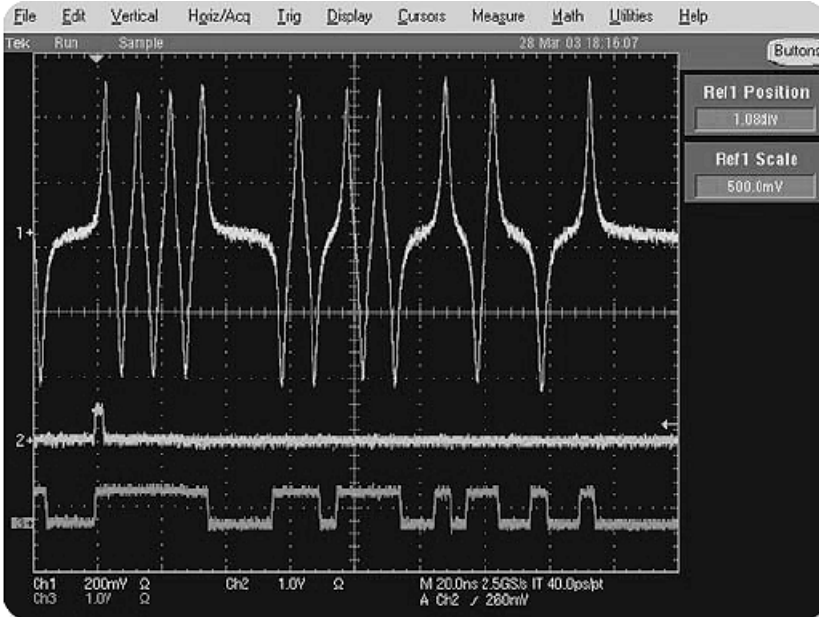 File Edit Vertical Horiz/Acq Trig Display Cursors Measure Math Utilities Help
Tek Run Sample 28 Mar 03 18:16:07
Buttons
Ref1 Position
1.08div
Ref1 Scale
500.0mV
1
2
3
Ch1 200mV Ω Ch2 1.0V Ω M 20.0ns 2.5GS/s IT 40.0ps/pt
Ch3 1.0V Ω A Ch2 / 260mV